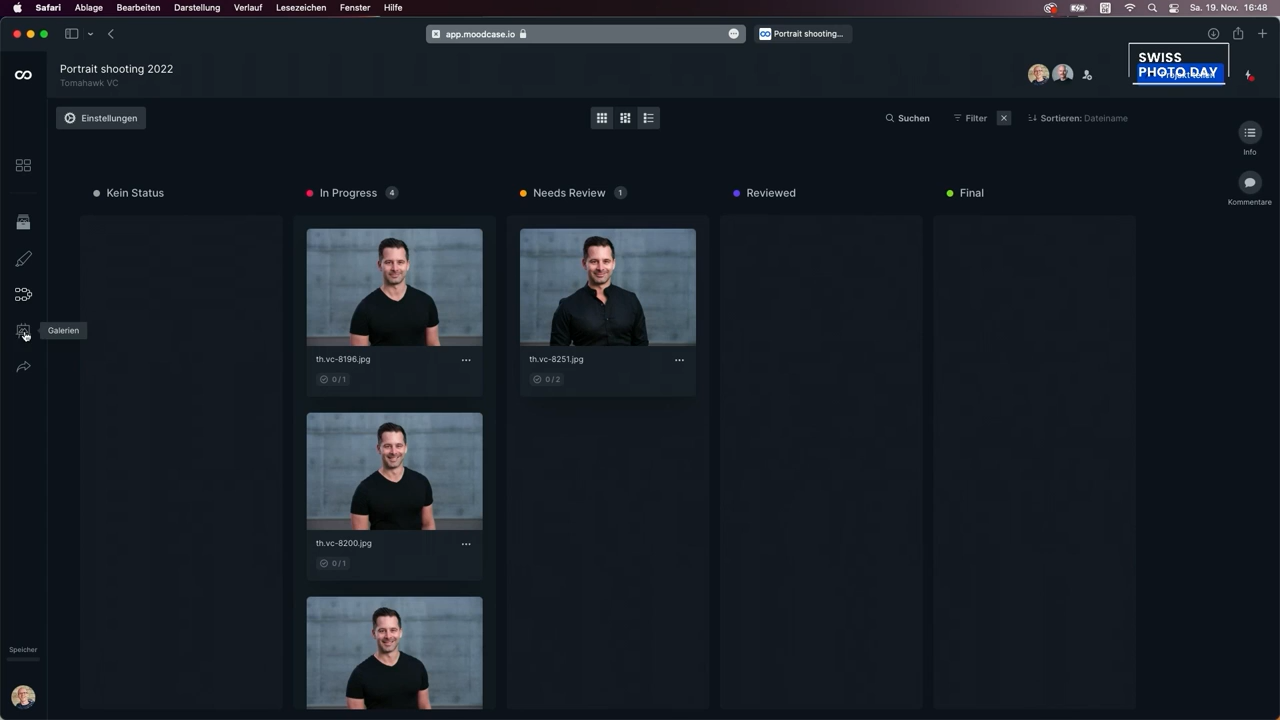 Safari Ablage Bearbeiten Darstellung Verlauf Lesezeichen Fenster Hilfe Sa. 19. Nov. 16:48
app.moodcase.io Portrait shooting...
Portrait shooting 2022
Tomahawk VC
SWISS
PHOTO DAY
Einstellungen Suchen Filter Sortieren: Dateiname
Info
Kommentare
Kein Status In Progress 4 Needs Review 1 Reviewed Final
Galerien
th.vc-8196.jpg th.vc-8251.jpg
0/1 0/2
th.vc-8200.jpg
0/1
Speicher